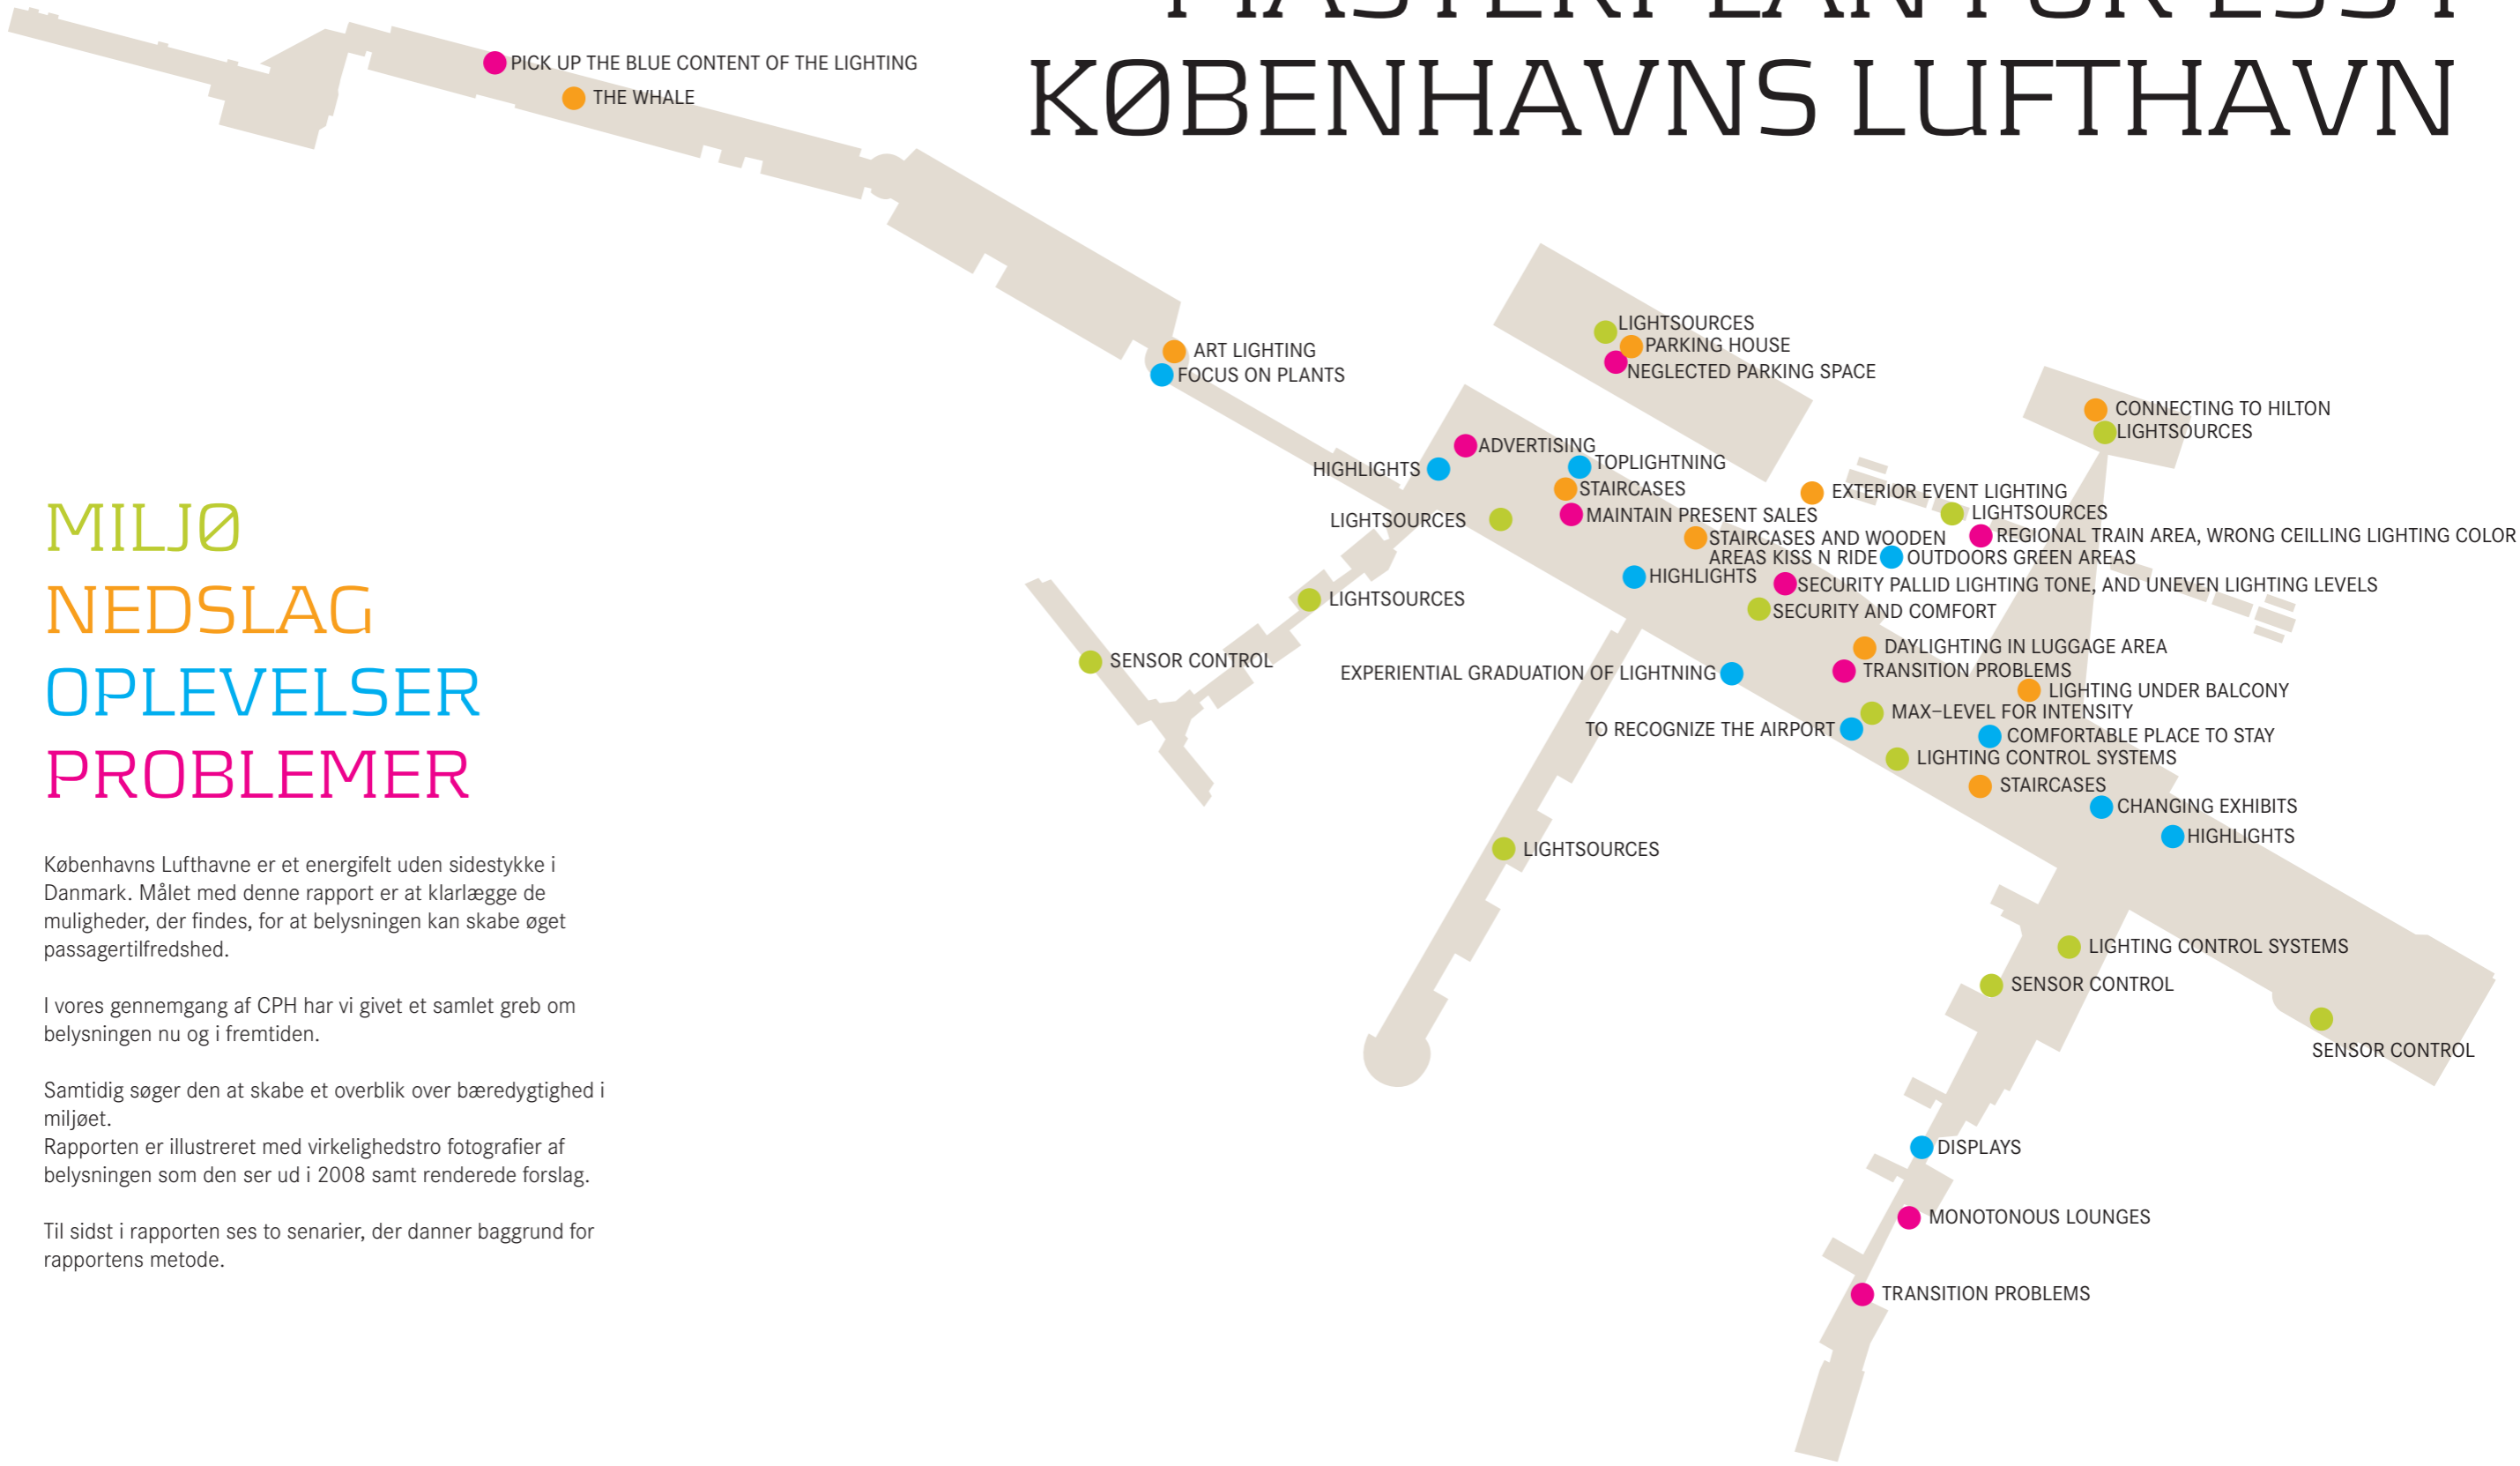 MASTERPLAN FOR LYS I
KØBENHAVNS LUFTHAVN
PICK UP THE BLUE CONTENT OF THE LIGHTING
THE WHALE
ART LIGHTING
FOCUS ON PLANTS
LIGHTSOURCES
PARKING HOUSE
NEGLECTED PARKING SPACE
CONNECTING TO HILTON
LIGHTSOURCES
ADVERTISING
HIGHLIGHTS
TOPLIGHTNING
STAIRCASES
MAINTAIN PRESENT SALES
LIGHTSOURCES
EXTERIOR EVENT LIGHTING
LIGHTSOURCES
REGIONAL TRAIN AREA, WRONG CEILLING LIGHTING COLOR
STAIRCASES AND WOODEN
AREAS KISS N RIDE
OUTDOORS GREEN AREAS
HIGHLIGHTS
SECURITY PALLID LIGHTING TONE, AND UNEVEN LIGHTING LEVELS
SECURITY AND COMFORT
LIGHTSOURCES
SENSOR CONTROL
DAYLIGHTING IN LUGGAGE AREA
TRANSITION PROBLEMS
EXPERIENTIAL GRADUATION OF LIGHTNING
LIGHTING UNDER BALCONY
MAX-LEVEL FOR INTENSITY
TO RECOGNIZE THE AIRPORT
COMFORTABLE PLACE TO STAY
LIGHTING CONTROL SYSTEMS
STAIRCASES
CHANGING EXHIBITS
HIGHLIGHTS
LIGHTSOURCES
LIGHTING CONTROL SYSTEMS
SENSOR CONTROL
SENSOR CONTROL
DISPLAYS
MONOTONOUS LOUNGES
TRANSITION PROBLEMS
MILJØ
NEDSLAG
OPLEVELSER
PROBLEMER
Københavns Lufthavne er et energifelt uden sidestykke i
Danmark. Målet med denne rapport er at klarlægge de
muligheder, der findes, for at belysningen kan skabe øget
passagertilfredshed.
I vores gennemgang af CPH har vi givet et samlet greb om
belysningen nu og i fremtiden.
Samtidig søger den at skabe et overblik over bæredygtighed i
miljøet.
Rapporten er illustreret med virkelighedstro fotografier af
belysningen som den ser ud i 2008 samt renderede forslag.
Til sidst i rapporten ses to senarier, der danner baggrund for
rapportens metode.